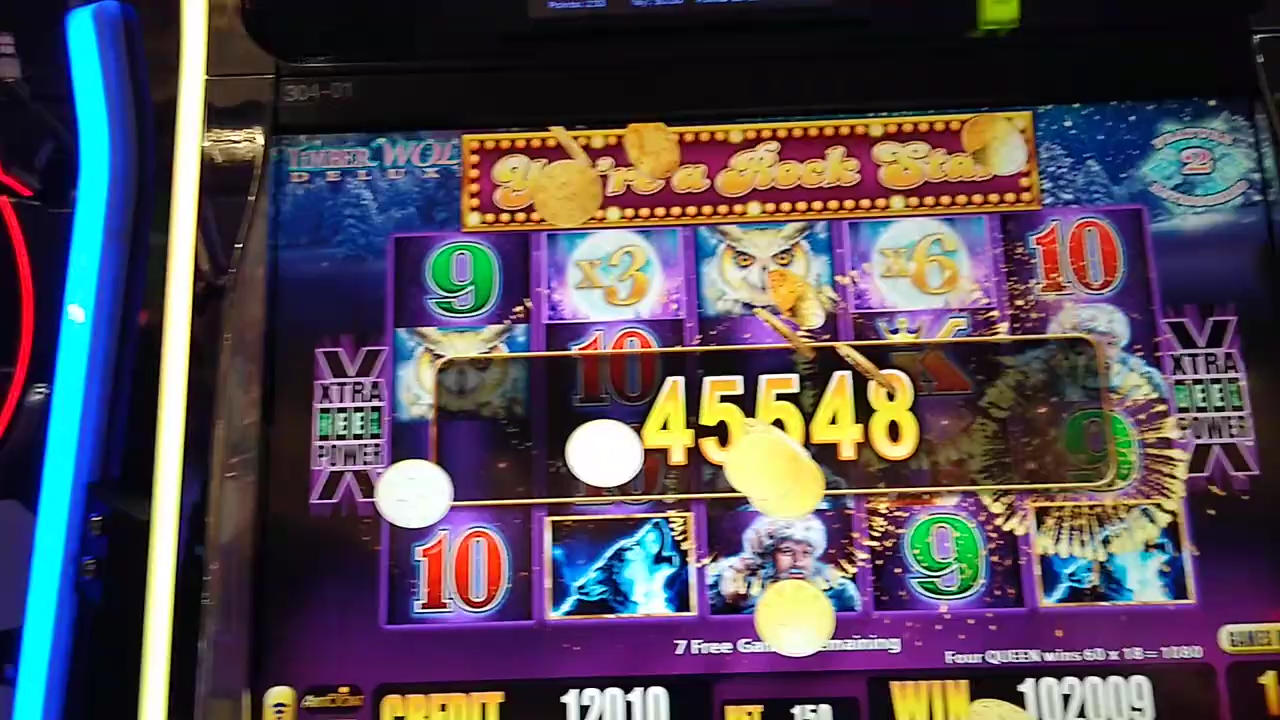 304-01
TIMBER WOL
DELUX
You're a Rock Star
2
9
x3
x6
10
10
K
XTRA
REEL
POWER
XTRA
REEL
POWER
45548
9
10
9
7 Free Games Remaining
Four QUEEN wins 60 x 18 = 1080
CREDIT 12010
BET 150
WIN 102009